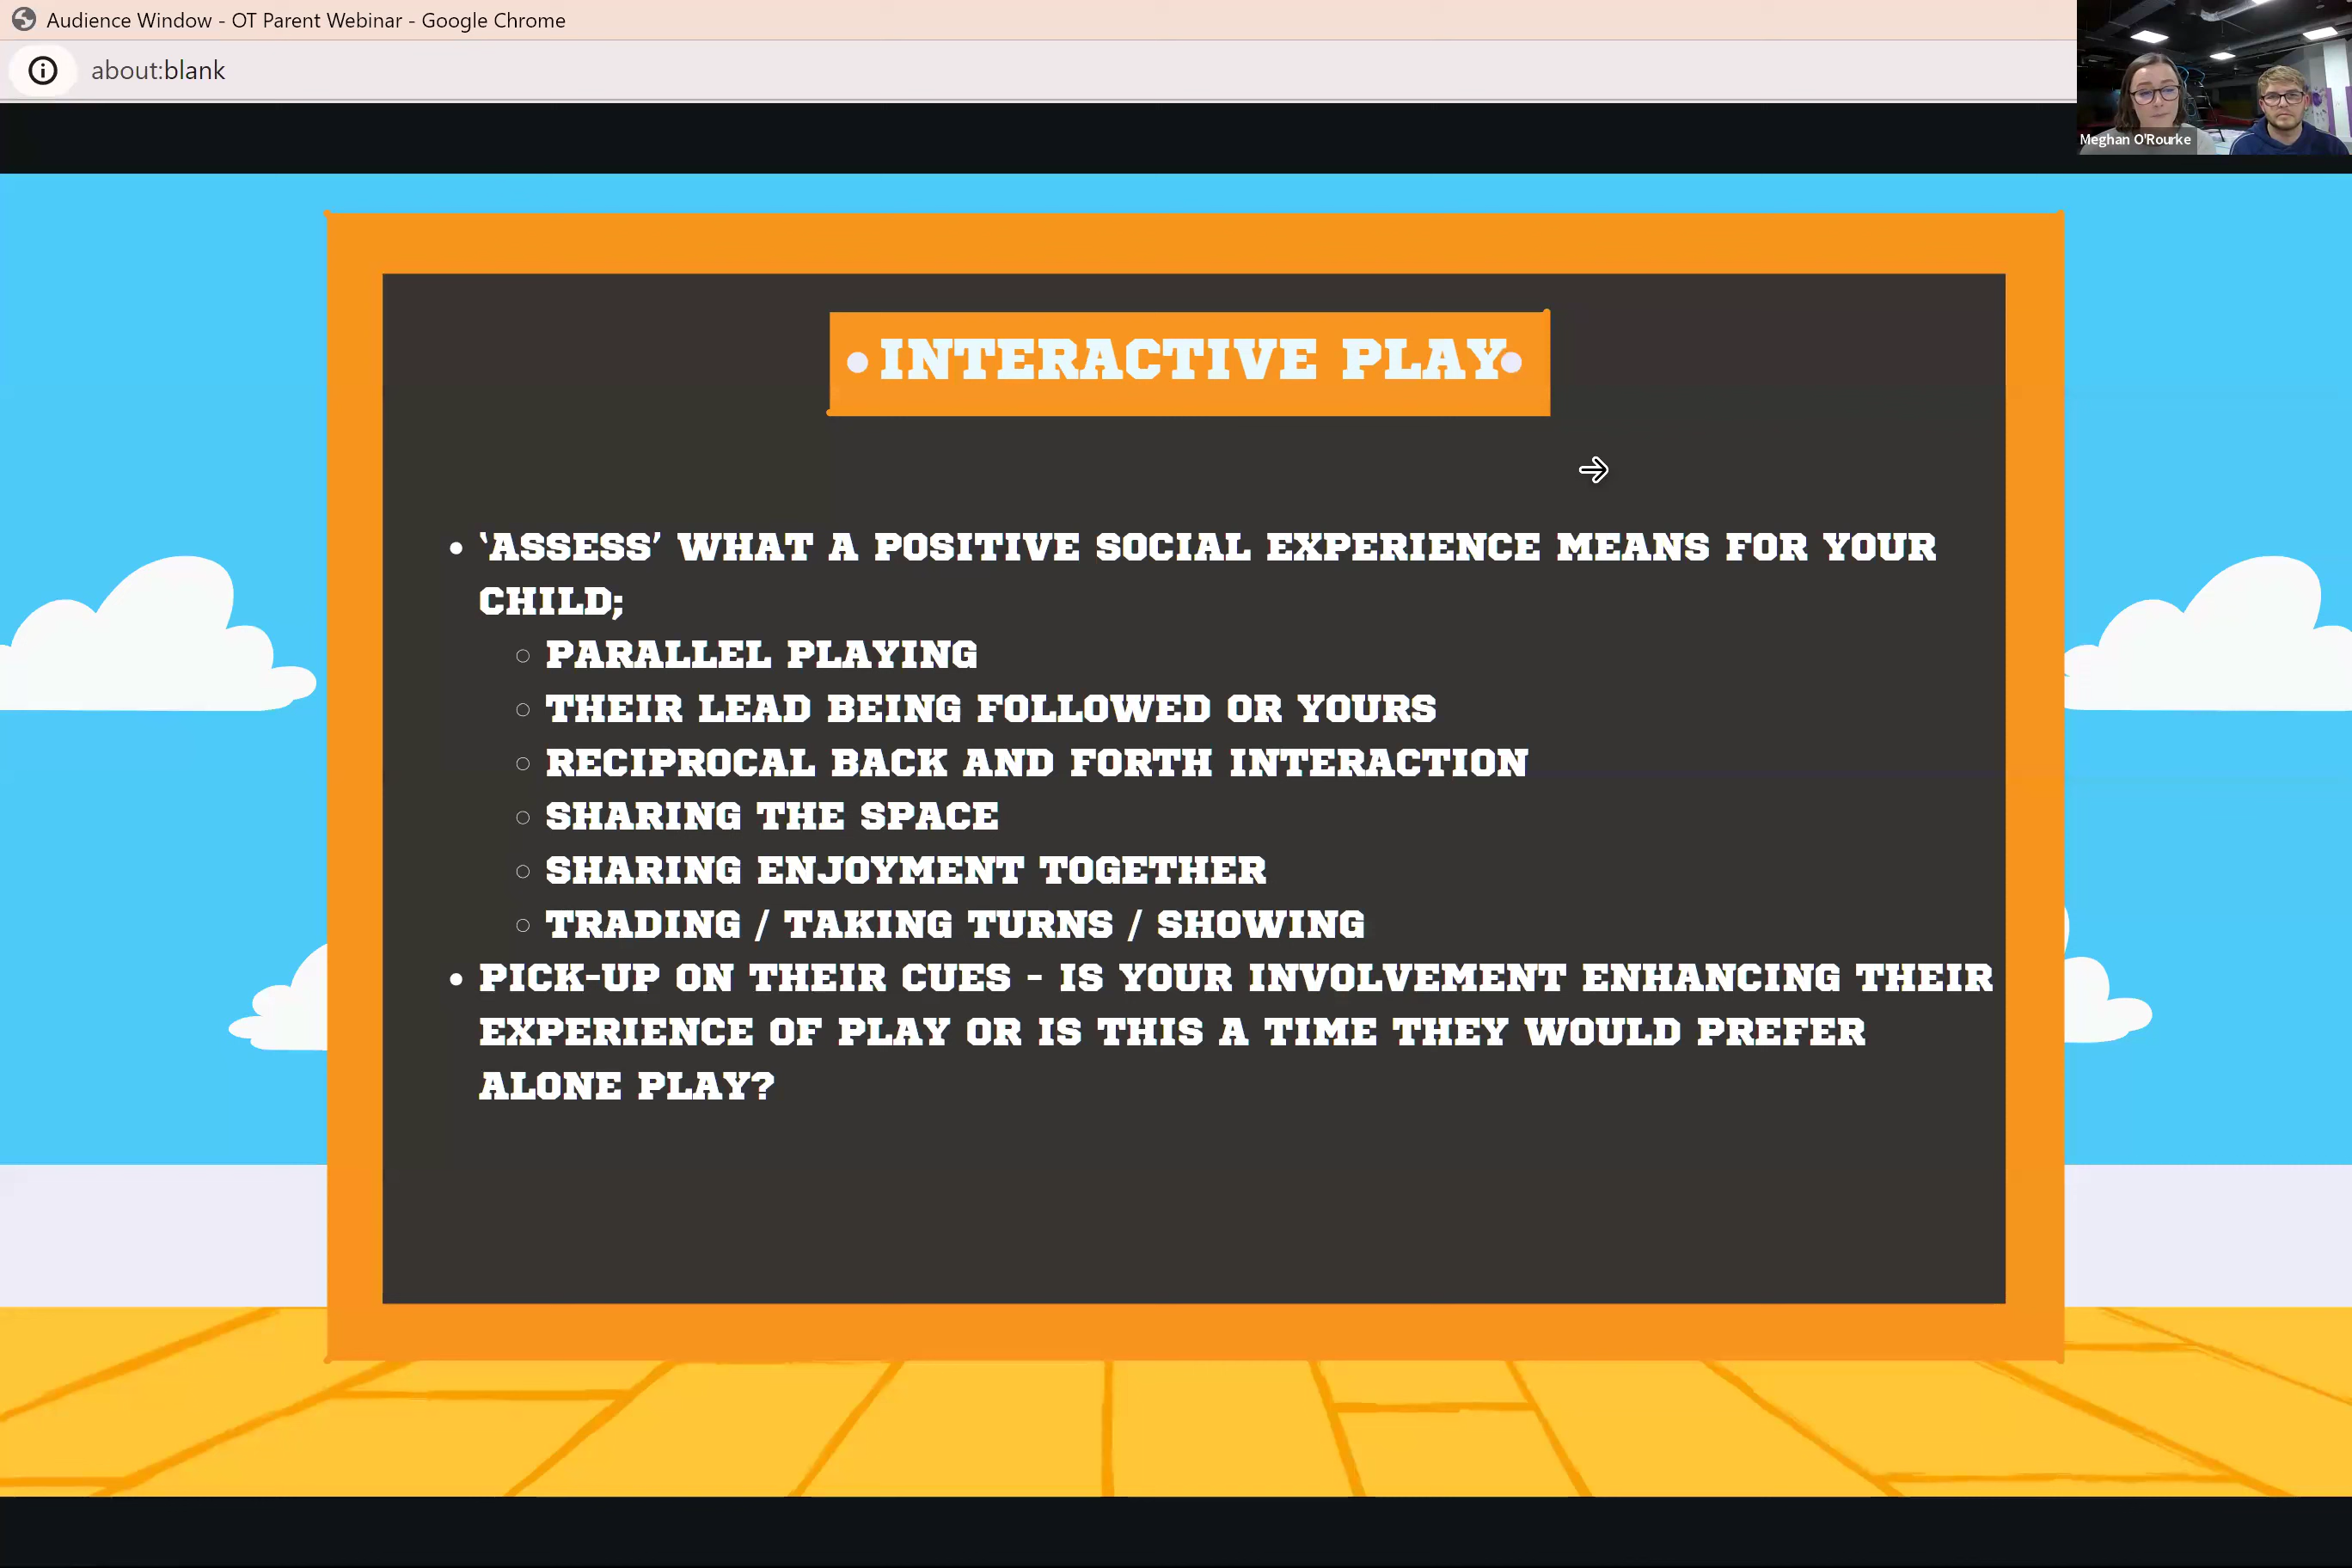 Audience Window - OT Parent Webinar - Google Chrome
about:blank
Meghan O'Rourke
INTERACTIVE PLAY
‘ASSESS’ WHAT A POSITIVE SOCIAL EXPERIENCE MEANS FOR YOUR
CHILD;
PARALLEL PLAYING
THEIR LEAD BEING FOLLOWED OR YOURS
RECIPROCAL BACK AND FORTH INTERACTION
SHARING THE SPACE
SHARING ENJOYMENT TOGETHER
TRADING / TAKING TURNS / SHOWING
PICK-UP ON THEIR CUES - IS YOUR INVOLVEMENT ENHANCING THEIR
EXPERIENCE OF PLAY OR IS THIS A TIME THEY WOULD PREFER
ALONE PLAY?